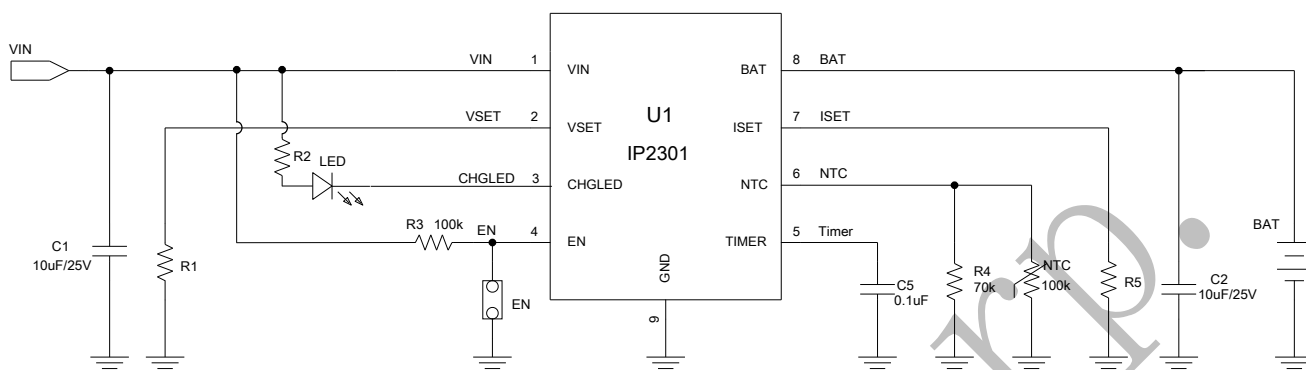 VIN
VIN
1
VIN
VSET
2
VSET
CHGLED
3
CHGLED
EN
4
EN
U1
IP2301
GND
9
BAT
8
BAT
ISET
7
ISET
NTC
6
NTC
TIMER
5
Timer
R2
LED
R3 100k
EN
C1
10uF/25V
R1
C5
0.1uF
R4
70k
NTC
100k
R5
C2
10uF/25V
BAT
rp.